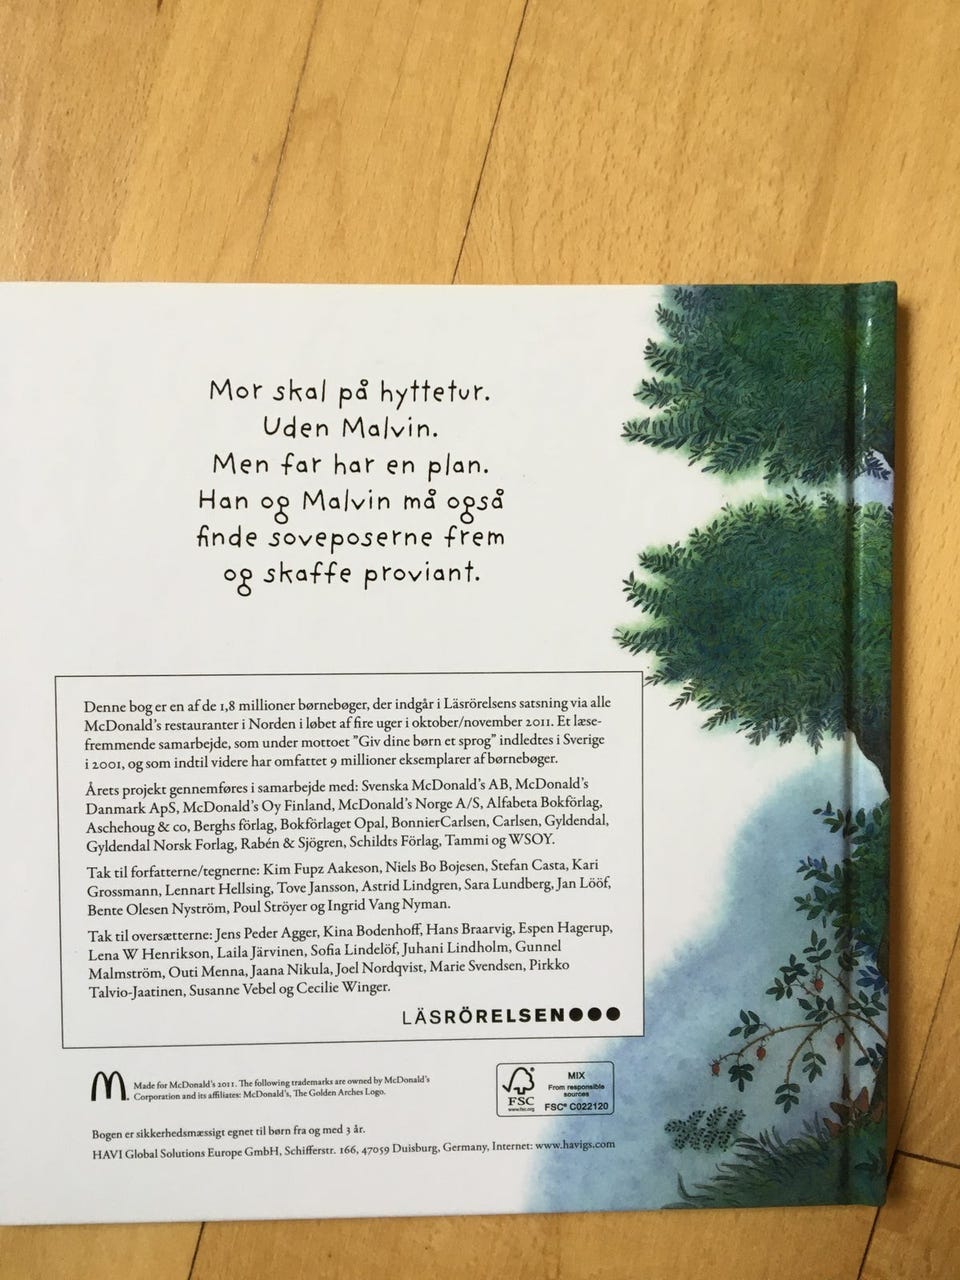 Mor skal på hyttetur.
Uden Malvin.
Men far har en plan.
Han og Malvin må også
finde soveposerne frem
og skaffe proviant.
Denne bog er en af de 1,8 millioner børnebøger, der indgår i Läsrörelsens satsning via alle
McDonald's restauranter i Norden i løbet af fire uger i oktober/november 2011. Et læse-
fremmende samarbejde, som under mottoet "Giv dine børn et sprog" indledtes i Sverige
i 2001, og som indtil videre har omfattet 9 millioner eksemplarer af børnebøger.
Årets projekt gennemføres i samarbejde med: Svenska McDonald's AB, McDonald's
Danmark ApS, McDonald's Oy Finland, McDonald's Norge A/S, Alfabeta Bokförlag,
Aschehoug & co, Berghs förlag, Bokförlaget Opal, BonnierCarlsen, Carlsen, Gyldendal,
Gyldendal Norsk Forlag, Rabén & Sjögren, Schildts Förlag, Tammi og WSOY.
Tak til forfatterne/tegnerne: Kim Fupz Aakeson, Niels Bo Bojesen, Stefan Casta, Kari
Grossmann, Lennart Hellsing, Tove Jansson, Astrid Lindgren, Sara Lundberg, Jan Lööf,
Bente Olesen Nyström, Poul Ströyer og Ingrid Vang Nyman.
Tak til oversætterne: Jens Peder Agger, Kina Bodenhoff, Hans Braarvig, Espen Hagerup,
Lena W Henrikson, Laila Järvinen, Sofia Lindelöf, Juhani Lindholm, Gunnel
Malmström, Outi Menna, Jaana Nikula, Joel Nordqvist, Marie Svendsen, Pirkko
Talvio-Jaatinen, Susanne Vebel og Cecilie Winger.
LÄSRÖRELSEN●●●
Made for McDonald's 2011. The following trademarks are owned by McDonald's
Corporation and its affiliates: McDonald's, The Golden Arches Logo.
FSC
www.fsc.org
MIX
From responsible
sources
FSC® C022120
Bogen er sikkerhedsmæssigt egnet til børn fra og med 3 år.
HAVI Global Solutions Europe GmbH, Schifferstr. 166, 47059 Duisburg, Germany, Internet: www.havigs.com